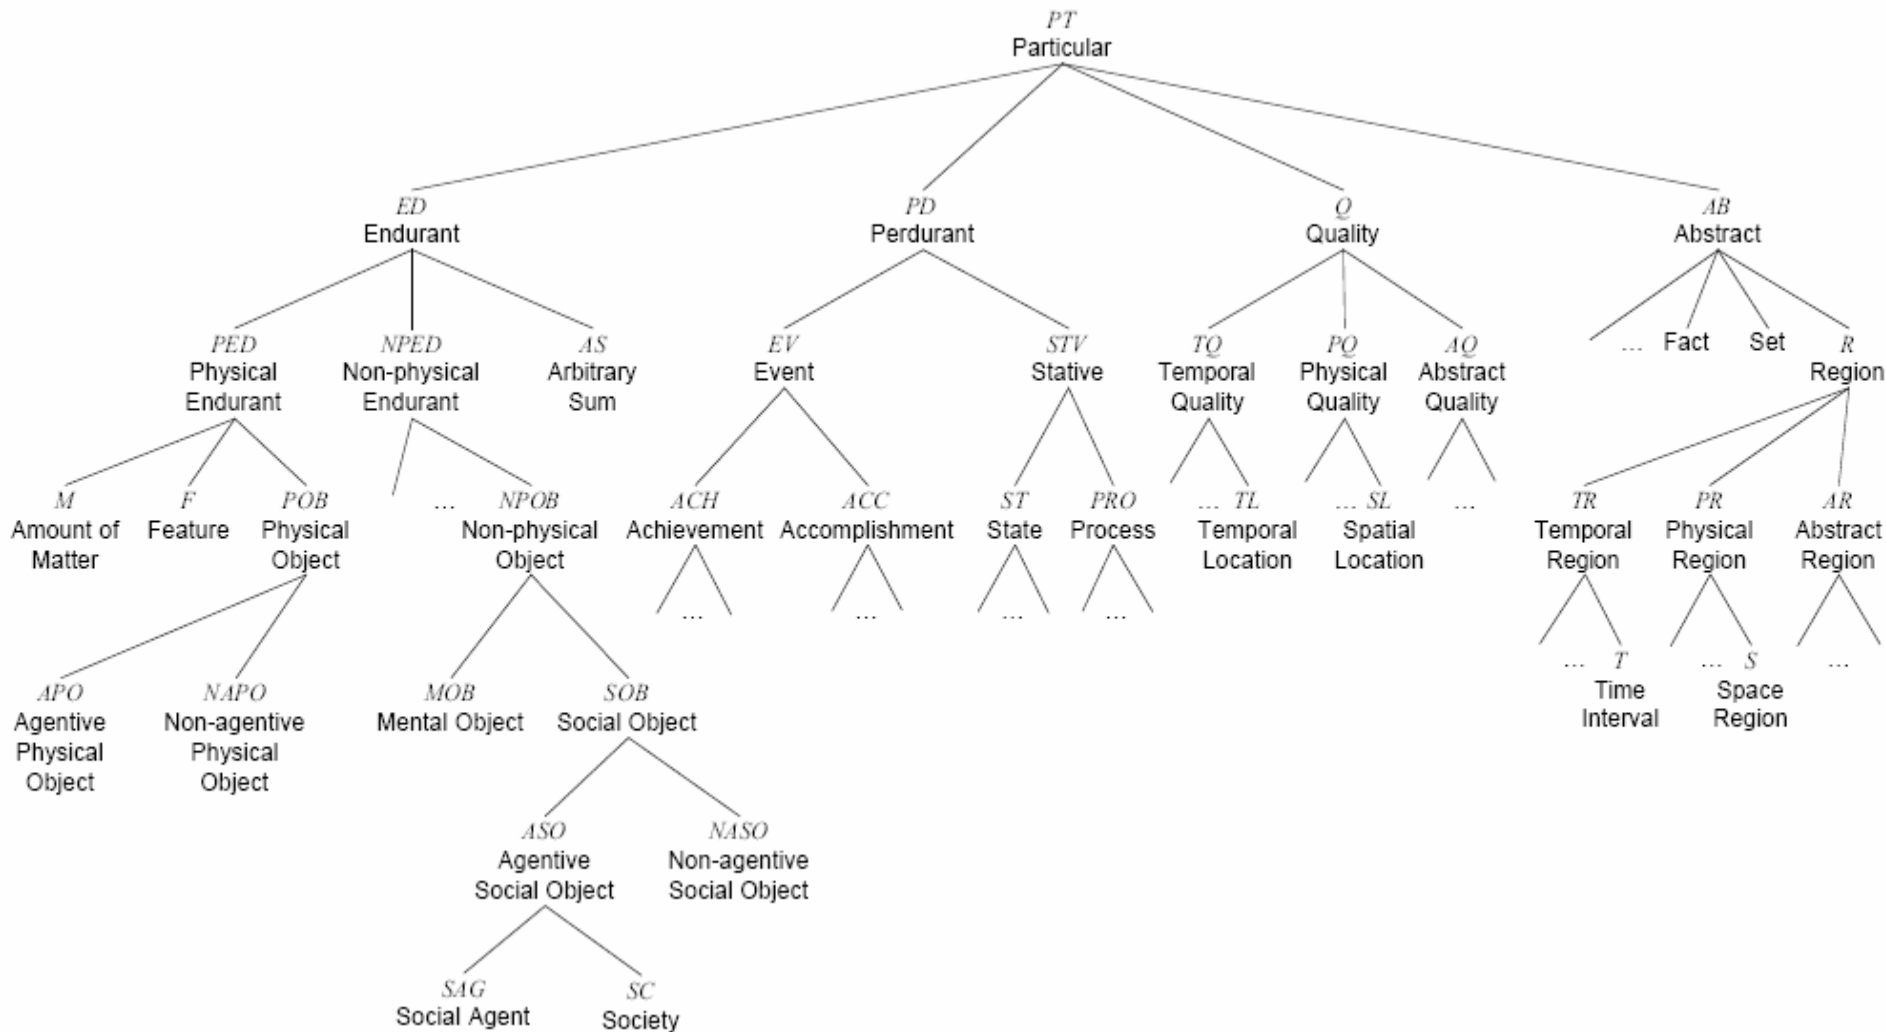 PT
Particular
ED
Endurant
PD
Perdurant
Q
Quality
AB
Abstract
PED
Physical
Endurant
NPED
Non-physical
Endurant
AS
Arbitrary
Sum
EV
Event
STV
Stative
TQ
Temporal
Quality
PQ
Physical
Quality
AQ
Abstract
Quality
... Fact
Set
R
Region
M
Amount of
Matter
F
Feature
POB
Physical
Object
... NPOB
Non-physical
Object
ACH
Achievement
ACC
Accomplishment
ST
State
PRO
Process
... TL
Temporal
Location
... SL
Spatial
Location
...
TR
Temporal
Region
PR
Physical
Region
AR
Abstract
Region
...
...
...
...
APO
Agentive
Physical
Object
NAPO
Non-agentive
Physical
Object
MOB
Mental Object
SOB
Social Object
... T
Time
Interval
... S
Space
Region
...
ASO
Agentive
Social Object
NASO
Non-agentive
Social Object
SAG
Social Agent
SC
Society